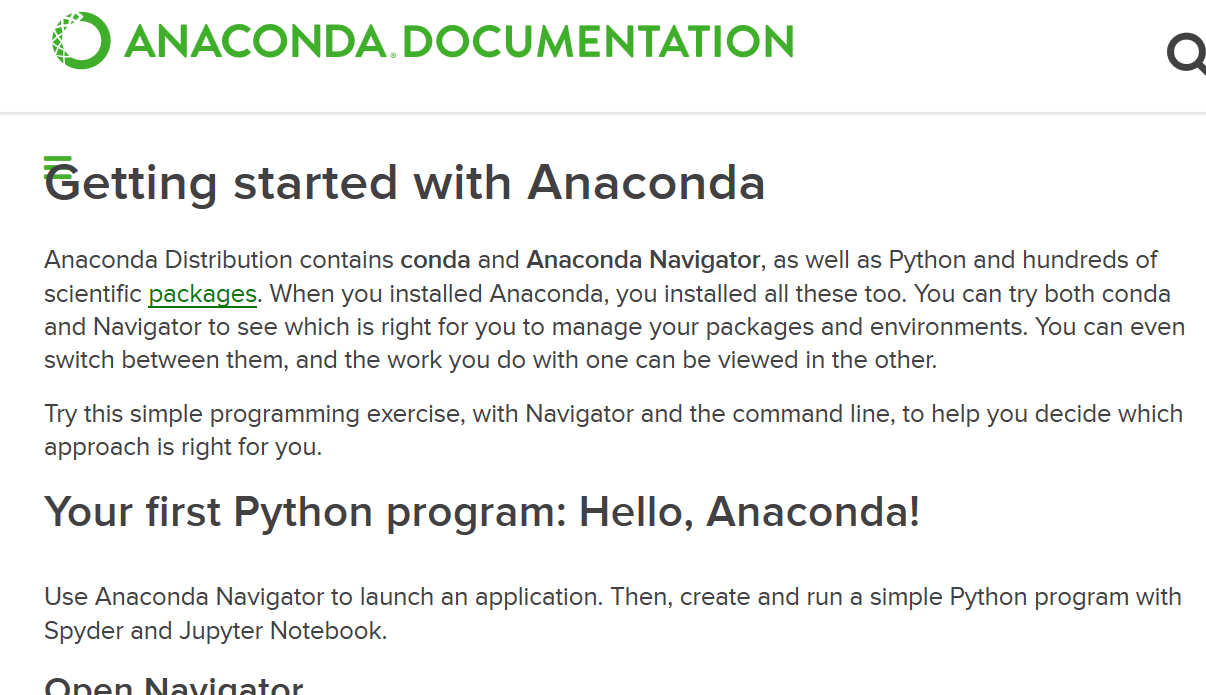 ANACONDA® DOCUMENTATION
Getting started with Anaconda
Anaconda Distribution contains conda and Anaconda Navigator, as well as Python and hundreds of
scientific packages. When you installed Anaconda, you installed all these too. You can try both conda
and Navigator to see which is right for you to manage your packages and environments. You can even
switch between them, and the work you do with one can be viewed in the other.
Try this simple programming exercise, with Navigator and the command line, to help you decide which
approach is right for you.
Your first Python program: Hello, Anaconda!
Use Anaconda Navigator to launch an application. Then, create and run a simple Python program with
Spyder and Jupyter Notebook.
Open Navigator